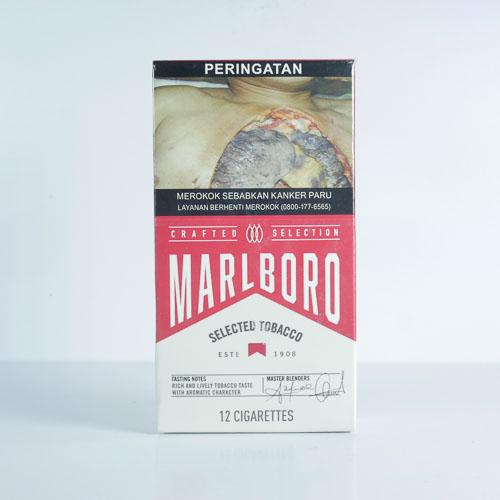 PERINGATAN
MEROKOK SEBABKAN KANKER PARU
LAYANAN BERHENTI MEROKOK (0800-177-6565)
CRAFTED SELECTION
MARLBORO
SELECTED TOBACCO
ESTE 1908
TASTING NOTES
RICH AND LIVELY TOBACCO TASTE
WITH AROMATIC CHARACTER
MASTER BLENDERS
12 CIGARETTES